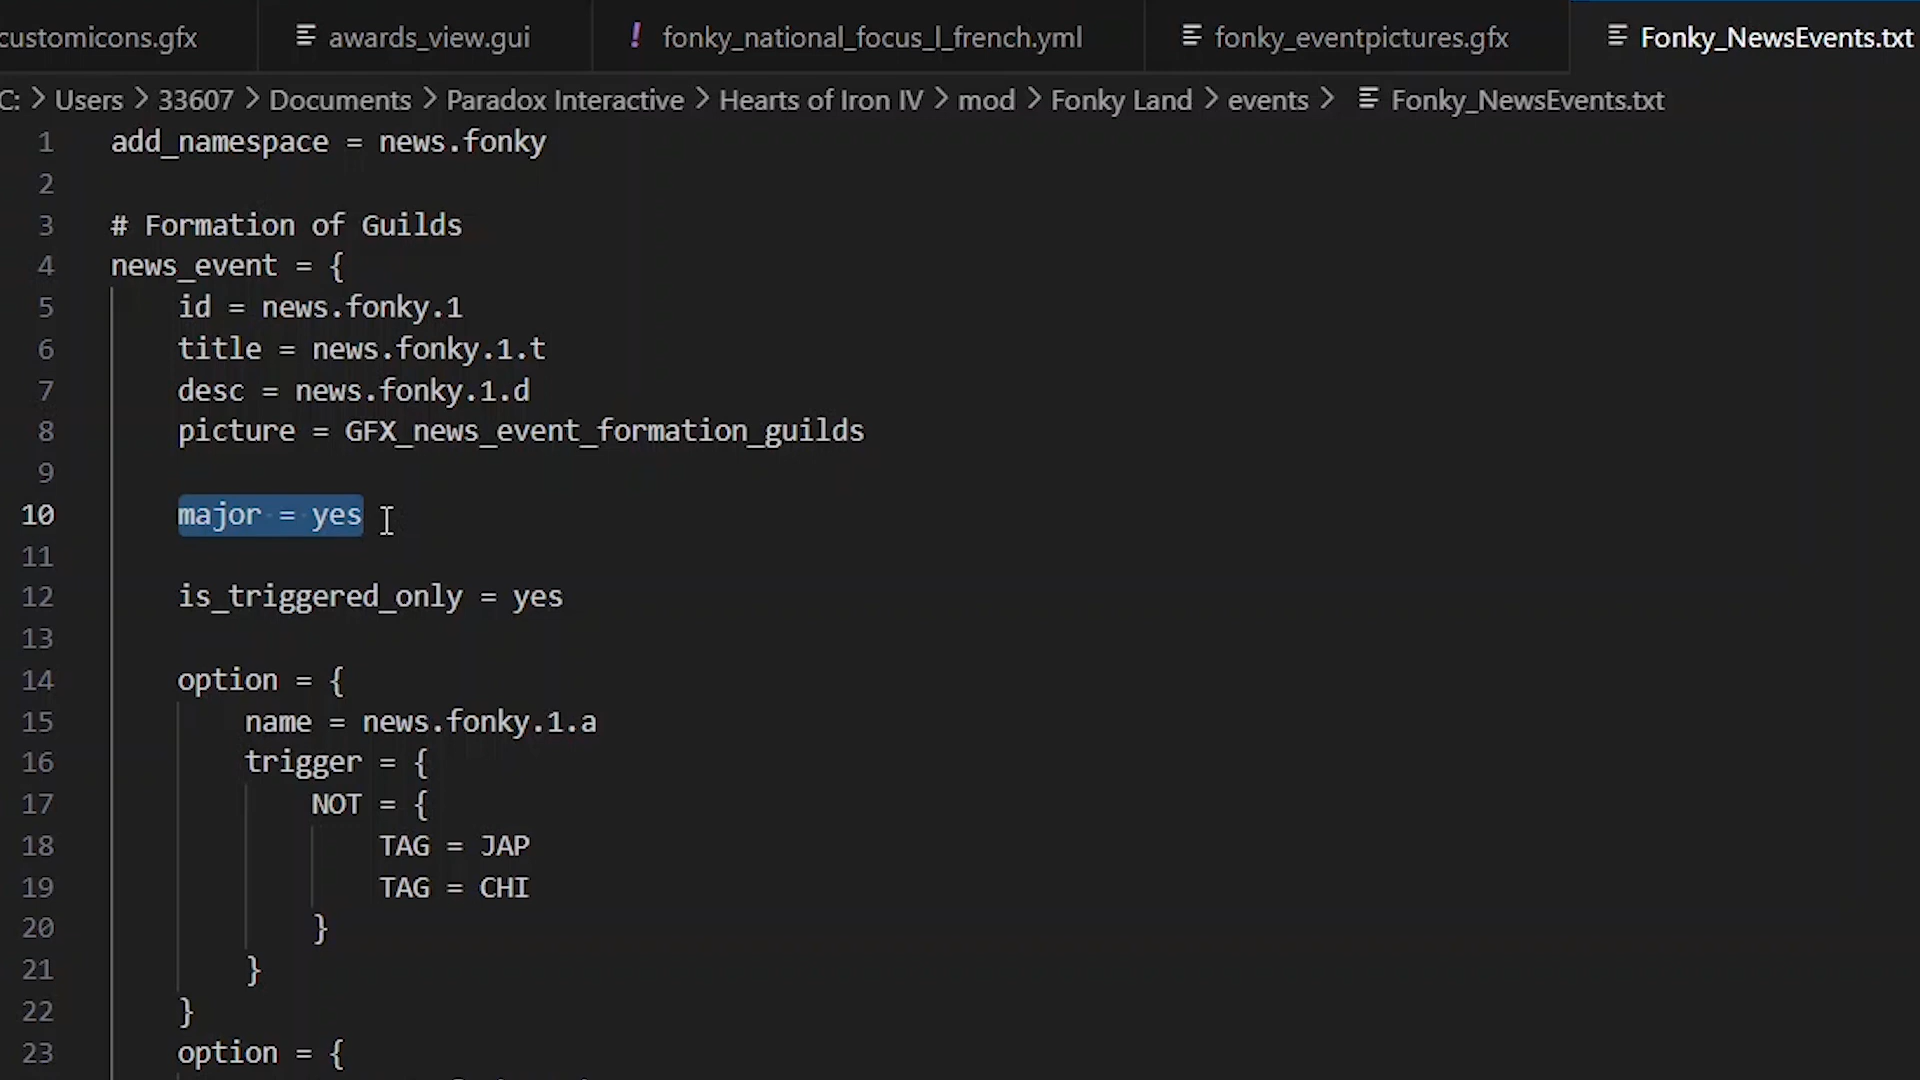 customicons.gfx
awards_view.gui
! fonky_national_focus_l_french.yml
fonky_eventpictures.gfx
Fonky_NewsEvents.txt
C: > Users > 33607 > Documents > Paradox Interactive > Hearts of Iron IV > mod > Fonky Land > events > Fonky_NewsEvents.txt
1 add_namespace = news.fonky
2
3 # Formation of Guilds
4 news_event = {
5 id = news.fonky.1
6 title = news.fonky.1.t
7 desc = news.fonky.1.d
8 picture = GFX_news_event_formation_guilds
9
10 major = yes
11
12 is_triggered_only = yes
13
14 option = {
15 name = news.fonky.1.a
16 trigger = {
17 NOT = {
18 TAG = JAP
19 TAG = CHI
20 }
21 }
22 }
23 option = {